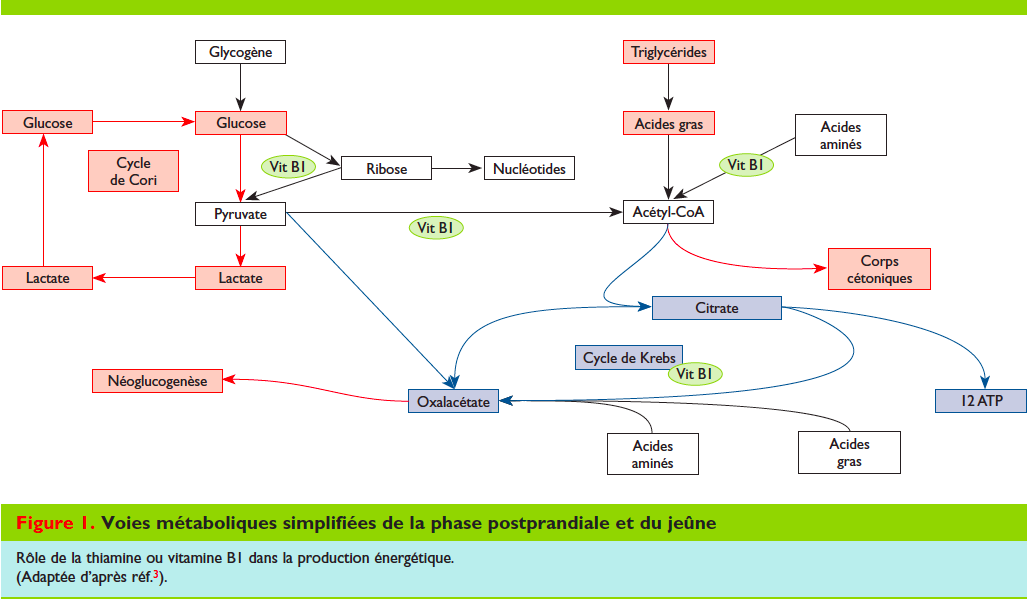 Glycogène
Triglycérides
Glucose
Glucose
Acides gras
Acides
aminés
Cycle
de Cori
Vit B1
Ribose
Nucléotides
Vit B1
Pyruvate
Vit B1
Acétyl-CoA
Lactate
Lactate
Corps
cétoniques
Citrate
Cycle de Krebs
Vit B1
Néoglucogenèse
Oxalacétate
12 ATP
Acides
aminés
Acides
gras
Figure 1. Voies métaboliques simplifiées de la phase postprandiale et du jeûne
Rôle de la thiamine ou vitamine B1 dans la production énergétique.
(Adaptée d’après réf.3).